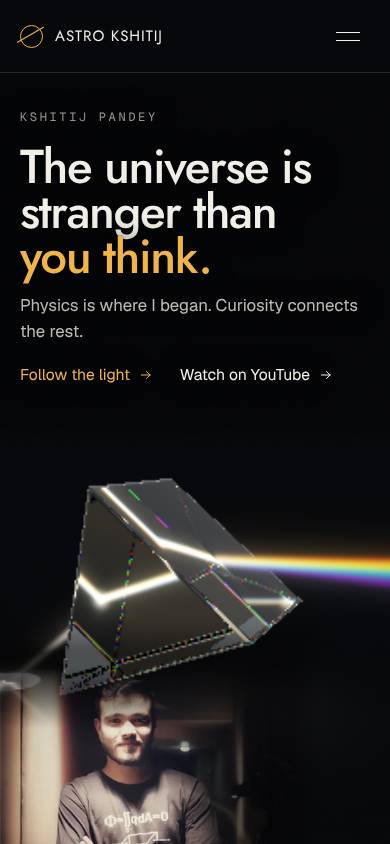 ASTRO KSHITIJ
KSHITIJ PANDEY
The universe is
stranger than
you think.
Physics is where I began. Curiosity connects
the rest.
Follow the light →
Watch on YouTube →